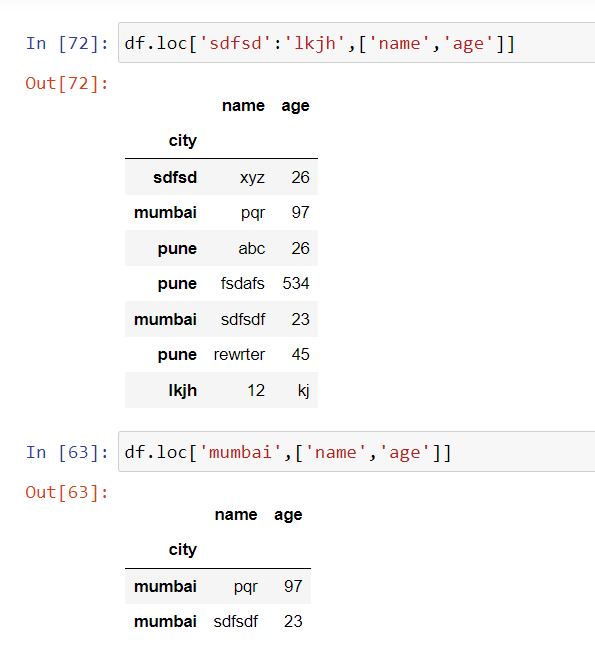 In [72]: df.loc['sdfsd':'lkjh',['name','age']]
Out[72]:
name age
city
sdfsd xyz 26
mumbai pqr 97
pune abc 26
pune fsdafs 534
mumbai sdfsdf 23
pune rewrter 45
lkjh 12 kj
In [63]: df.loc['mumbai',['name','age']]
Out[63]:
name age
city
mumbai pqr 97
mumbai sdfsdf 23